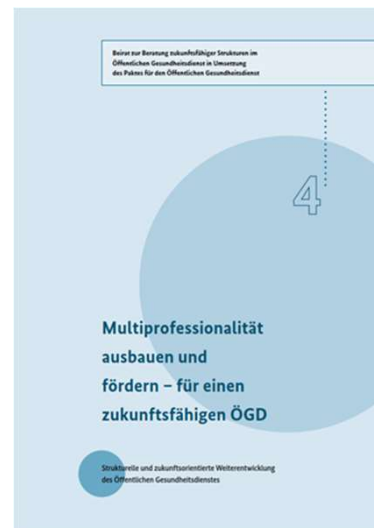 Beirat zur Beratung zukunftsfähiger Strukturen im
Öffentlichen Gesundheitsdienst in Umsetzung
des Paktes für den Öffentlichen Gesundheitsdienst
4
Multiprofessionalität
ausbauen und
fördern – für einen
zukunftsfähigen ÖGD
Strukturelle und zukunftsorientierte Weiterentwicklung
des Öffentlichen Gesundheitsdienstes